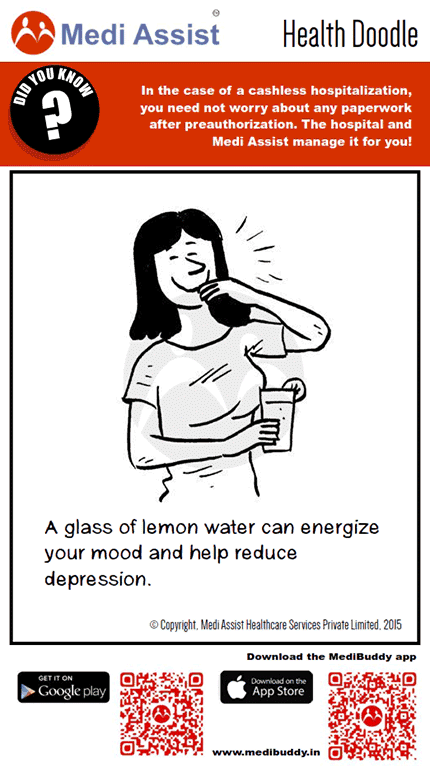 Medi Assist
®
Health Doodle
DID YOU KNOW
?
In the case of a cashless hospitalization,
you need not worry about any paperwork
after preauthorization. The hospital and
Medi Assist manage it for you!
A glass of lemon water can energize
your mood and help reduce
depression.
© Copyright, Medi Assist Healthcare Services Private Limited, 2015
Download the MediBuddy app
GET IT ON
Google play
Download on the
App Store
www.medibuddy.in